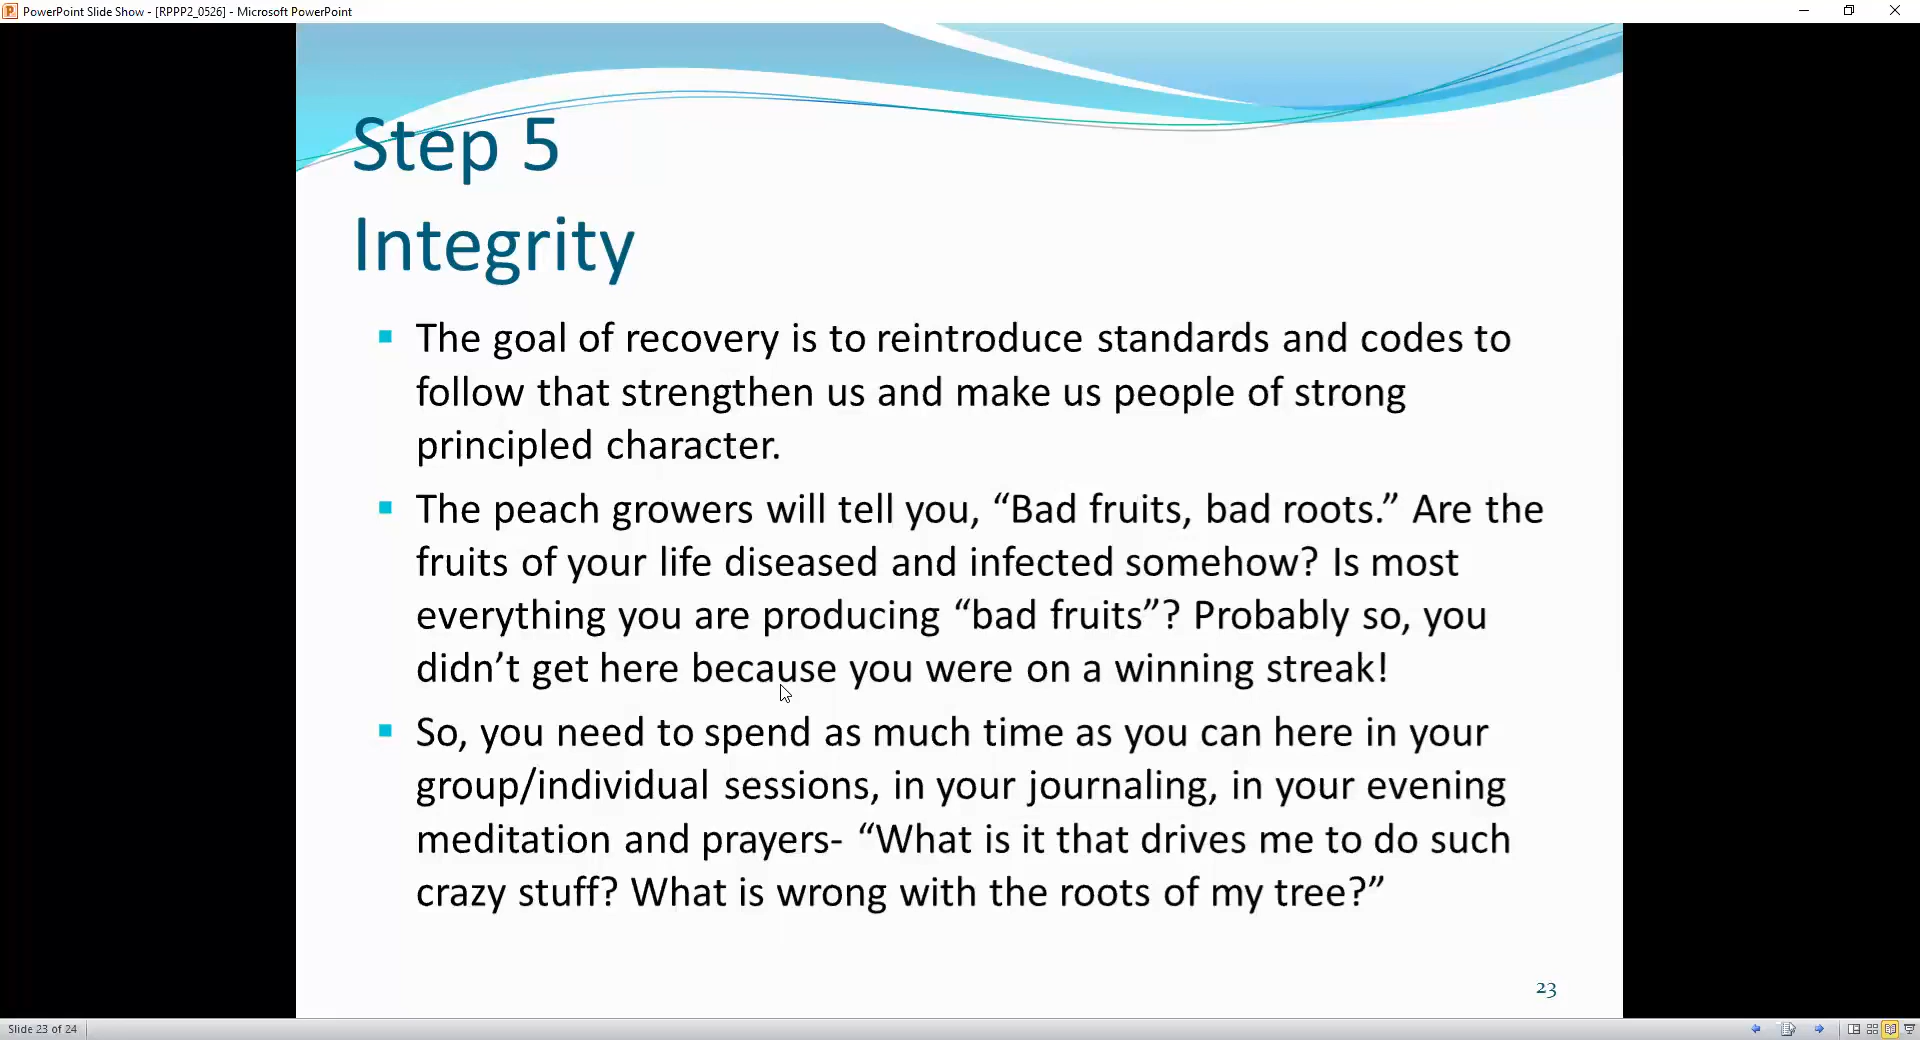 PowerPoint Slide Show - [RPPP2_0526] - Microsoft PowerPoint
Step 5
Integrity
The goal of recovery is to reintroduce standards and codes to
follow that strengthen us and make us people of strong
principled character.
The peach growers will tell you, “Bad fruits, bad roots.” Are the
fruits of your life diseased and infected somehow? Is most
everything you are producing “bad fruits”? Probably so, you
didn’t get here because you were on a winning streak!
So, you need to spend as much time as you can here in your
group/individual sessions, in your journaling, in your evening
meditation and prayers- “What is it that drives me to do such
crazy stuff? What is wrong with the roots of my tree?”
23
Slide 23 of 24